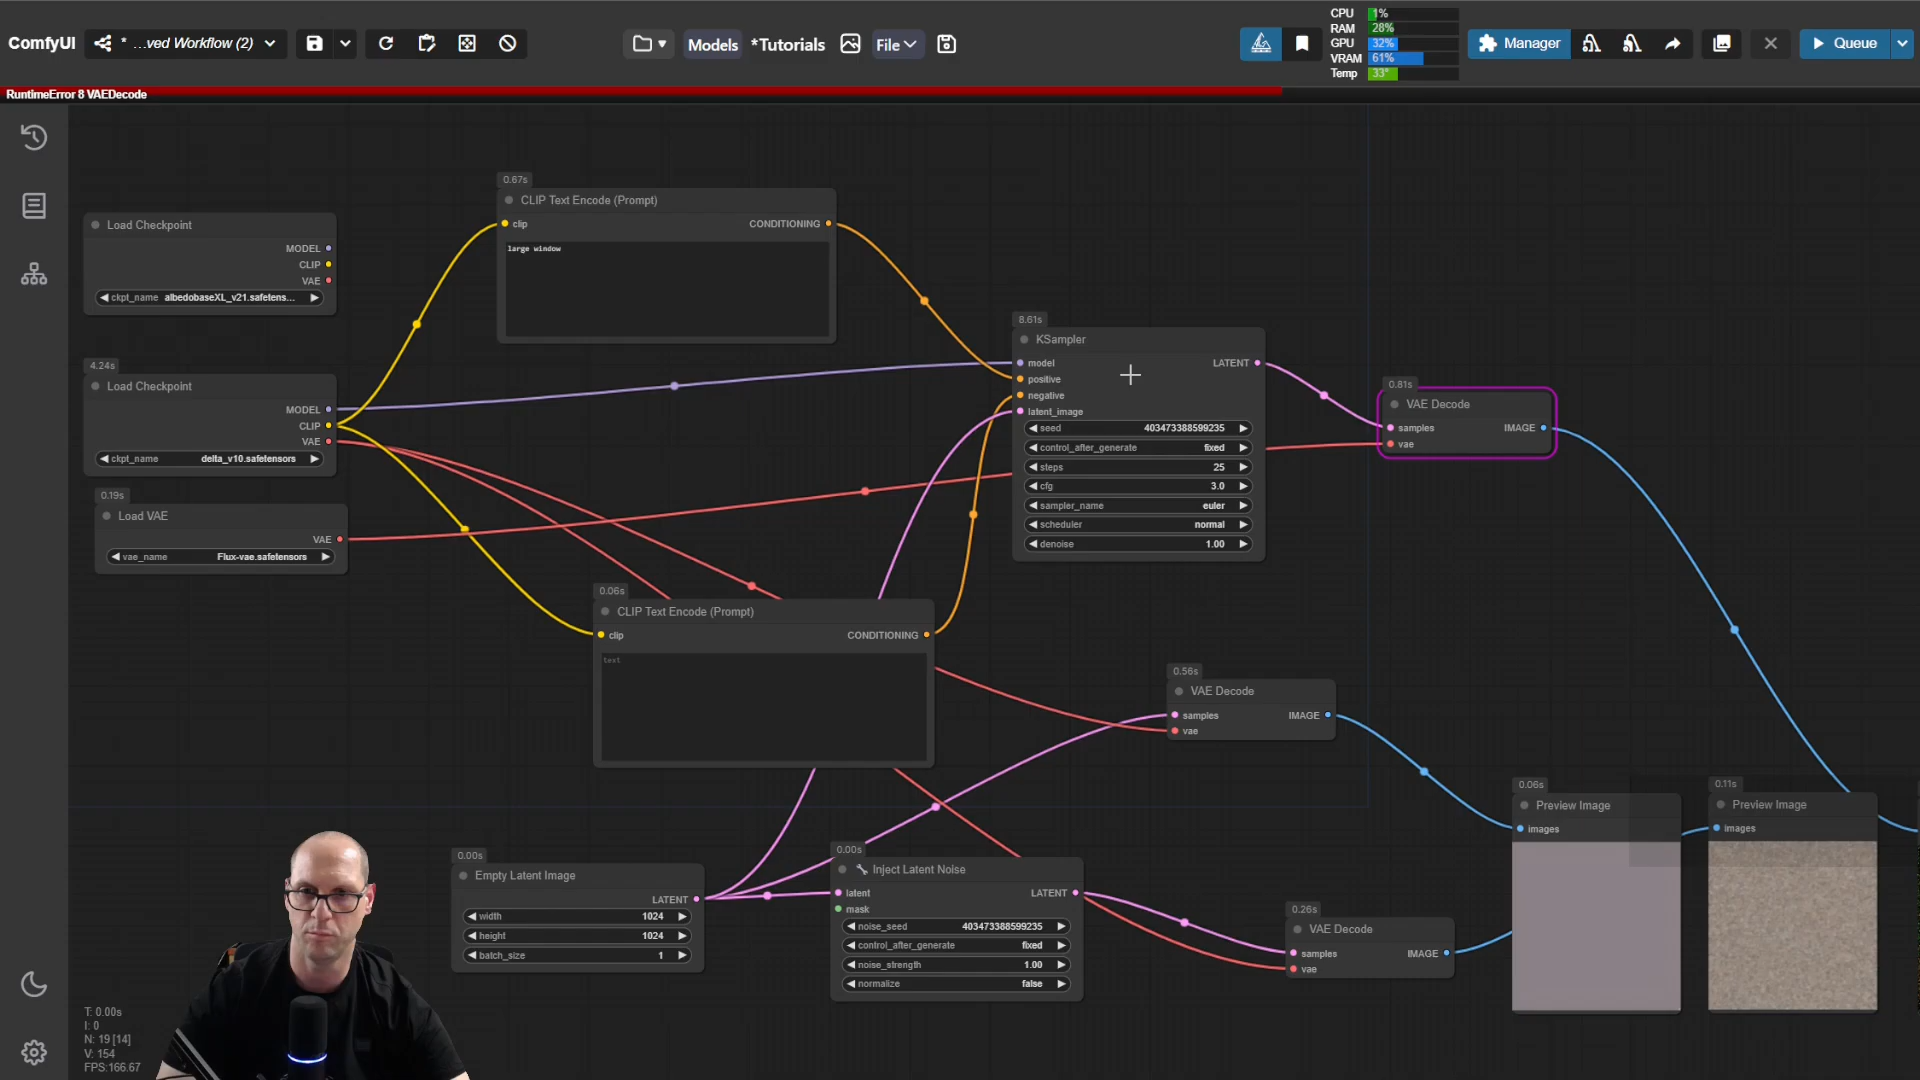 ComfyUI
* ...ved Workflow (2)
Models
*Tutorials
File
CPU 1%
RAM 28%
GPU 32%
VRAM 61%
Temp 33°
Manager
Queue
RuntimeError 8 VAEDecode
0.67s
CLIP Text Encode (Prompt)
clip
CONDITIONING
large window
Load Checkpoint
MODEL
CLIP
VAE
ckpt_name albedobaseXL_v21.safetens...
8.61s
KSampler
model
LATENT
positive
negative
latent_image
seed 403473388599235
control_after_generate fixed
steps 25
cfg 3.0
sampler_name euler
scheduler normal
denoise 1.00
4.24s
Load Checkpoint
MODEL
CLIP
VAE
ckpt_name delta_v10.safetensors
0.81s
VAE Decode
samples
IMAGE
vae
0.19s
Load VAE
VAE
vae_name Flux-vae.safetensors
0.06s
CLIP Text Encode (Prompt)
clip
CONDITIONING
text
0.56s
VAE Decode
samples
IMAGE
vae
0.06s
Preview Image
images
0.11s
Preview Image
images
0.00s
Empty Latent Image
LATENT
width 1024
height 1024
batch_size 1
0.00s
Inject Latent Noise
latent
LATENT
mask
noise_seed 403473388599235
control_after_generate fixed
noise_strength 1.00
normalize false
0.26s
VAE Decode
samples
IMAGE
vae
T: 0.00s
I: 0
N: 19 [14]
V: 154
FPS:166.67